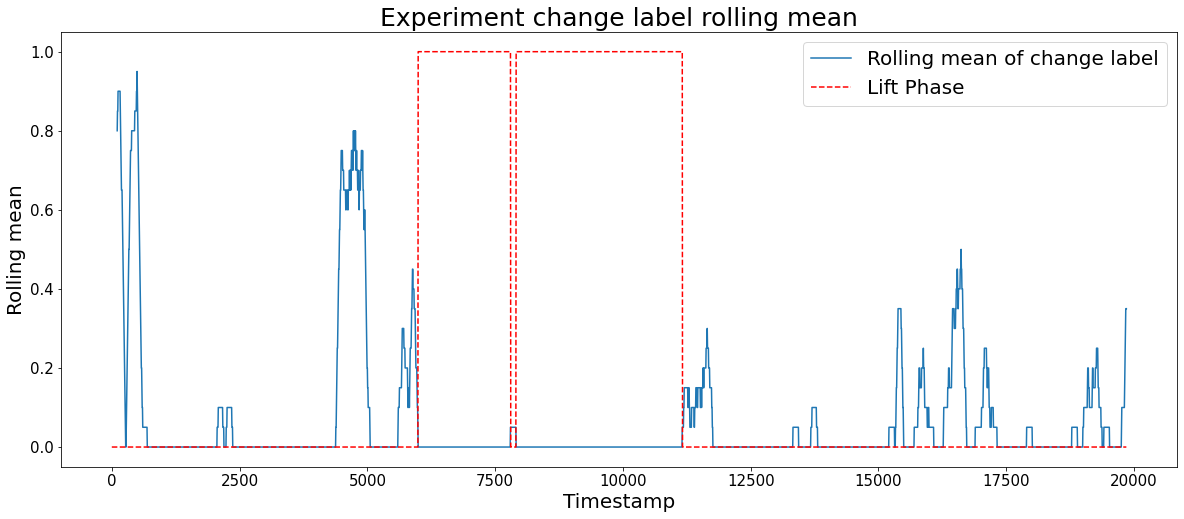 Experiment change label rolling mean
Rolling mean of change label
Lift Phase
1.0
0.8
0.6
0.4
0.2
0.0
Rolling mean
0 2500 5000 7500 10000 12500 15000 17500 20000
Timestamp